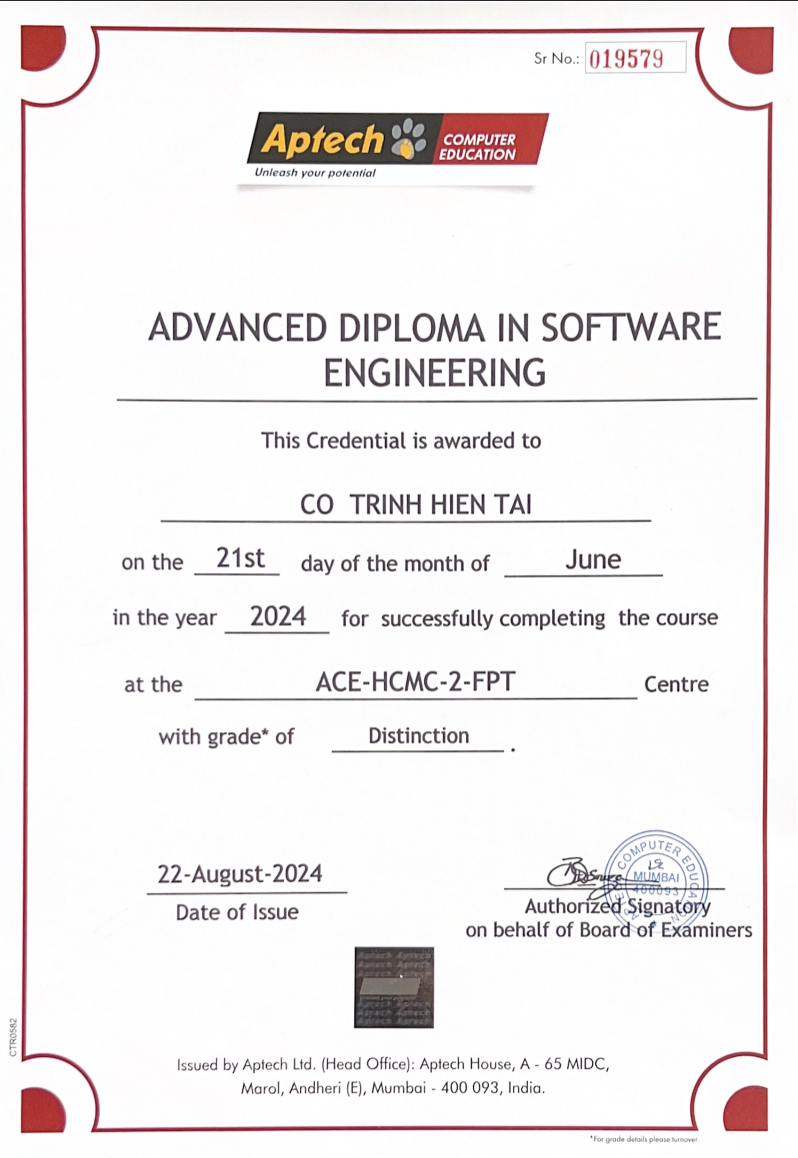 Sr No.: 019579
Aptech COMPUTER EDUCATION
Unleash your potential
ADVANCED DIPLOMA IN SOFTWARE
ENGINEERING
This Credential is awarded to
CO TRINH HIEN TAI
on the 21st day of the month of June
in the year 2024 for successfully completing the course
at the ACE-HCMC-2-FPT Centre
with grade* of Distinction .
22-August-2024
Date of Issue
COMPUTER EDUCATION
MUMBAI
400093
Authorized Signatory
on behalf of Board of Examiners
Aptech Aptech
CTR0582
Issued by Aptech Ltd. (Head Office): Aptech House, A - 65 MIDC,
Marol, Andheri (E), Mumbai - 400 093, India.
*For grade details please turnover